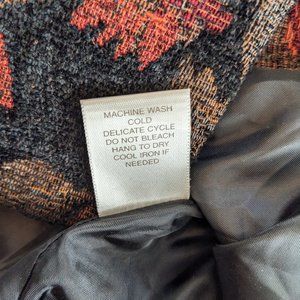 MACHINE WASH
COLD
DELICATE CYCLE
DO NOT BLEACH
HANG TO DRY
COOL IRON IF
NEEDED